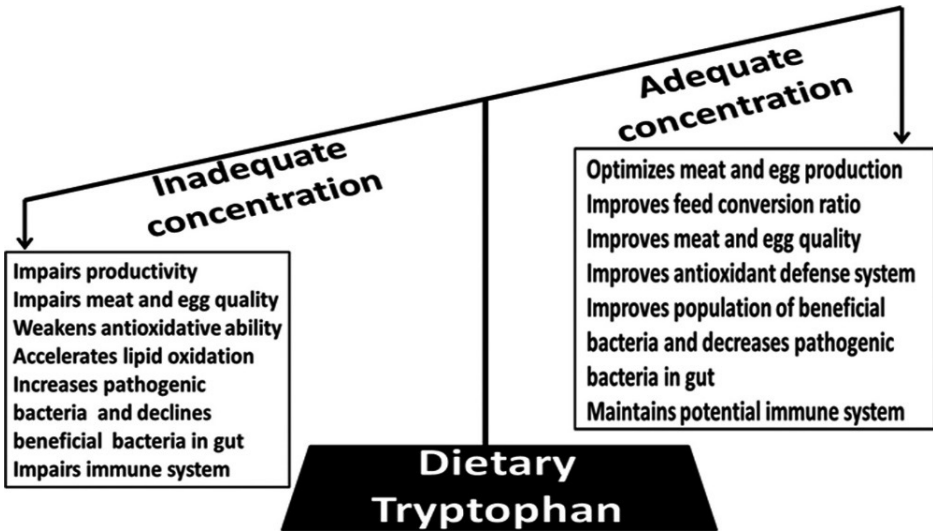 Inadequate
concentration
Impairs productivity
Impairs meat and egg quality
Weakens antioxidative ability
Accelerates lipid oxidation
Increases pathogenic
bacteria and declines
beneficial bacteria in gut
Impairs immune system
Adequate
concentration
Optimizes meat and egg production
Improves feed conversion ratio
Improves meat and egg quality
Improves antioxidant defense system
Improves population of beneficial
bacteria and decreases pathogenic
bacteria in gut
Maintains potential immune system
Dietary
Tryptophan